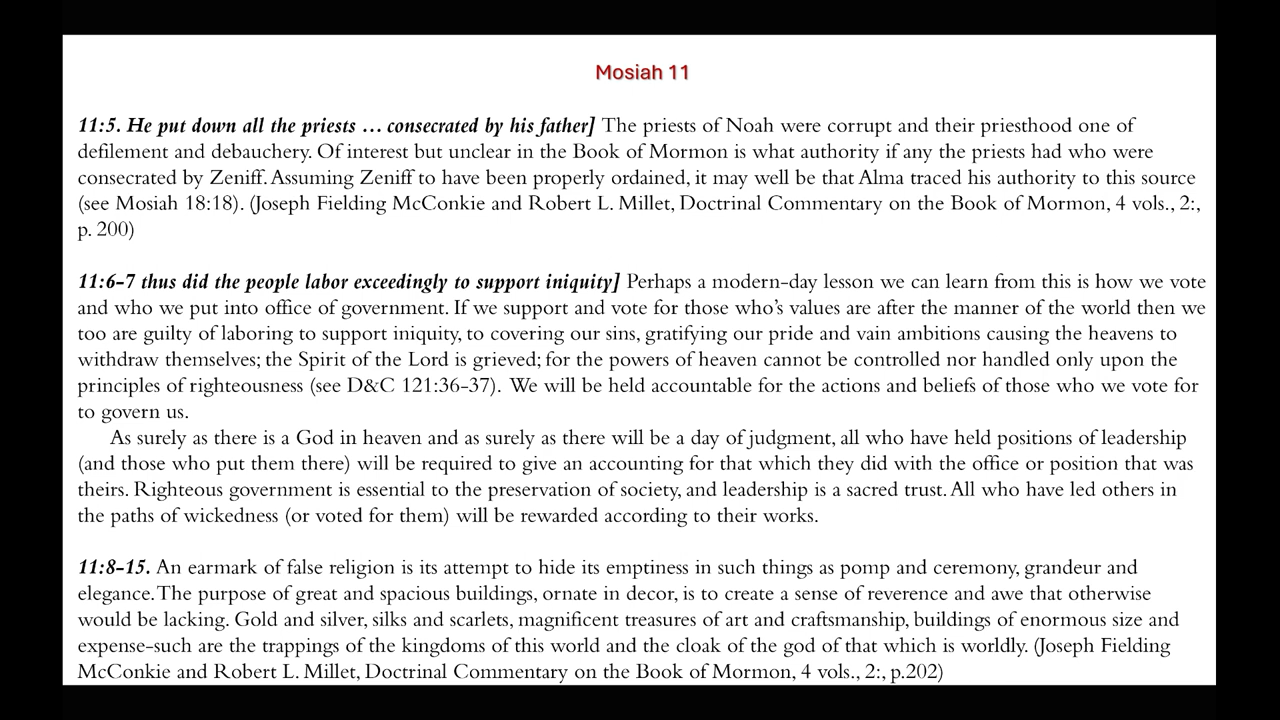 Mosiah 11
11:5. He put down all the priests … consecrated by his father] The priests of Noah were corrupt and their priesthood one of
defilement and debauchery. Of interest but unclear in the Book of Mormon is what authority if any the priests had who were
consecrated by Zeniff. Assuming Zeniff to have been properly ordained, it may well be that Alma traced his authority to this source
(see Mosiah 18:18). (Joseph Fielding McConkie and Robert L. Millet, Doctrinal Commentary on the Book of Mormon, 4 vols., 2:,
p. 200)
11:6-7 thus did the people labor exceedingly to support iniquity] Perhaps a modern-day lesson we can learn from this is how we vote
and who we put into office of government. If we support and vote for those who's values are after the manner of the world then we
too are guilty of laboring to support iniquity, to covering our sins, gratifying our pride and vain ambitions causing the heavens to
withdraw themselves; the Spirit of the Lord is grieved; for the powers of heaven cannot be controlled nor handled only upon the
principles of righteousness (see D&C 121:36-37). We will be held accountable for the actions and beliefs of those who we vote for
to govern us.
As surely as there is a God in heaven and as surely as there will be a day of judgment, all who have held positions of leadership
(and those who put them there) will be required to give an accounting for that which they did with the office or position that was
theirs. Righteous government is essential to the preservation of society, and leadership is a sacred trust. All who have led others in
the paths of wickedness (or voted for them) will be rewarded according to their works.
11:8-15. An earmark of false religion is its attempt to hide its emptiness in such things as pomp and ceremony, grandeur and
elegance. The purpose of great and spacious buildings, ornate in decor, is to create a sense of reverence and awe that otherwise
would be lacking. Gold and silver, silks and scarlets, magnificent treasures of art and craftsmanship, buildings of enormous size and
expense-such are the trappings of the kingdoms of this world and the cloak of the god of that which is worldly. (Joseph Fielding
McConkie and Robert L. Millet, Doctrinal Commentary on the Book of Mormon, 4 vols., 2:, p.202)